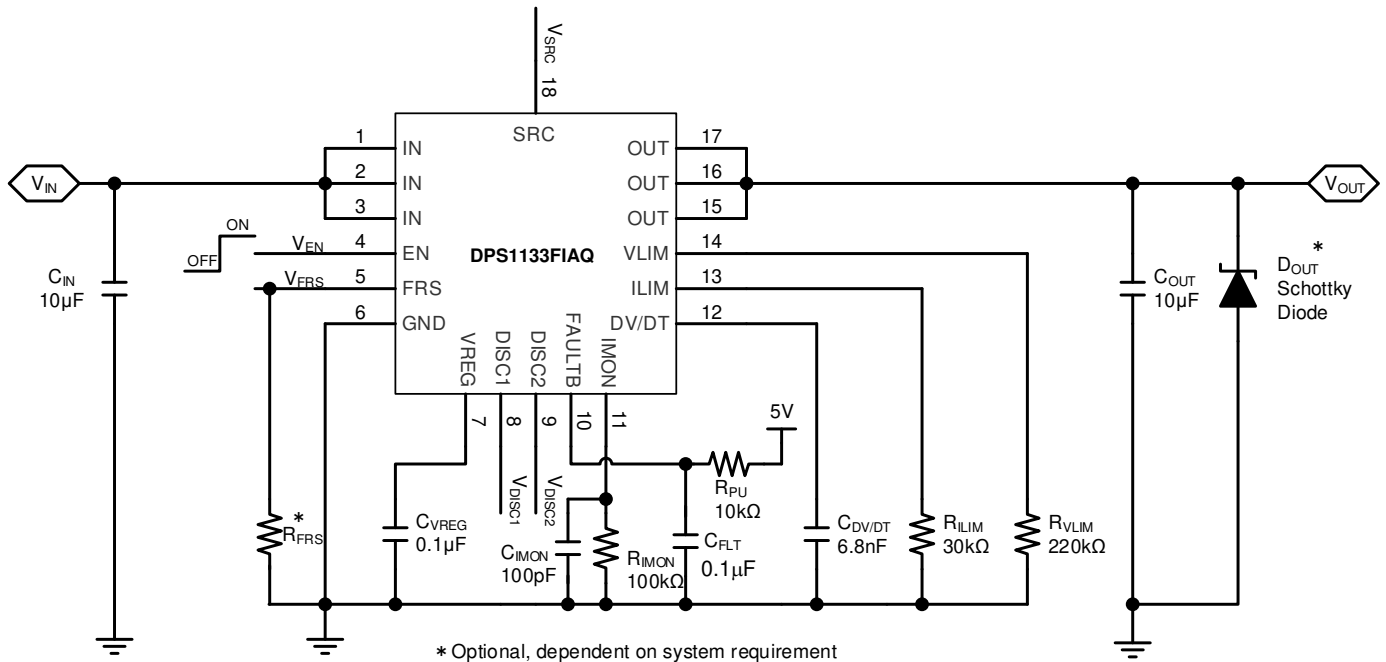 VSRC
18
SRC
1
IN
17
OUT
VIN
2
IN
16
OUT
VOUT
3
IN
15
OUT
ON
OFF
VEN
4
EN
DPS1133FIAQ
14
VLIM
VFRS
5
FRS
13
ILIM
6
GND
12
DV/DT
VREG
DISC1
DISC2
FAULTB
IMON
7
8
9
10
11
CIN
10µF
COUT
10µF
*
DOUT
Schottky
Diode
5V
VDISC1
VDISC2
RPU
10kΩ
*
RFRS
CVREG
0.1µF
CIMON
100pF
RIMON
100kΩ
CFLT
0.1µF
CDV/DT
6.8nF
RILIM
30kΩ
RVLIM
220kΩ
* Optional, dependent on system requirement